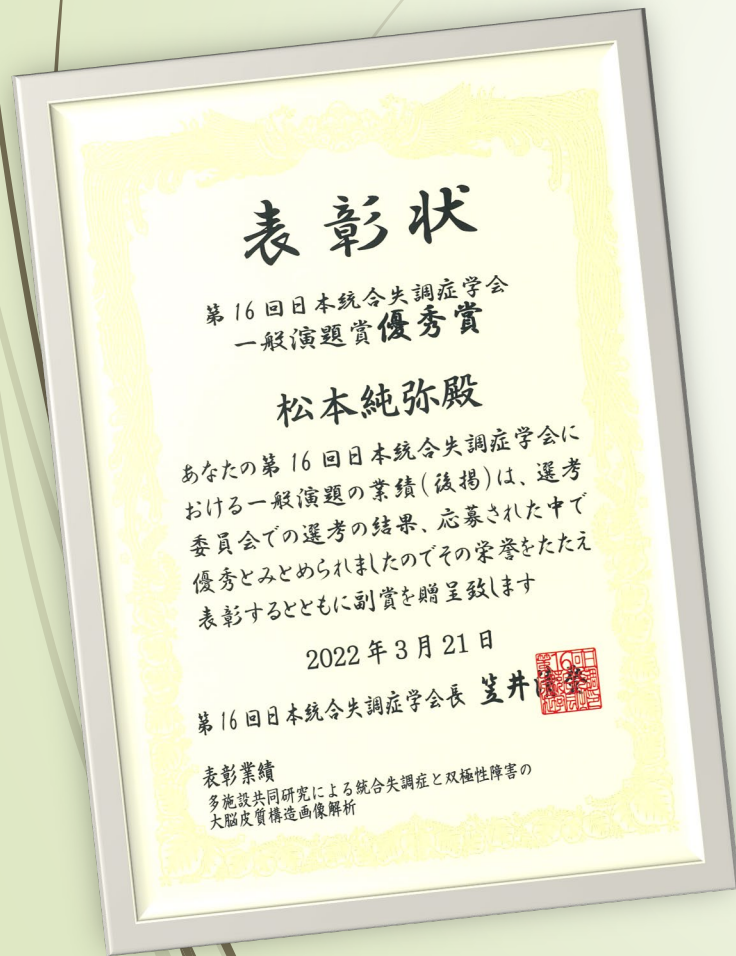 表彰状
第16回日本統合失調症学会
一般演題賞優秀賞
松本純弥殿
あなたの第16回日本統合失調症学会に
おける一般演題の業績(後掲)は、選考
委員会での選考の結果、応募された中で
優秀とみとめられましたのでその栄誉をたたえ
表彰するとともに副賞を贈呈致します
2022年3月21日
第16回日本統合失調症学会長 笠井清登
表彰業績
多施設共同研究による統合失調症と双極性障害の
大脳皮質構造画像解析